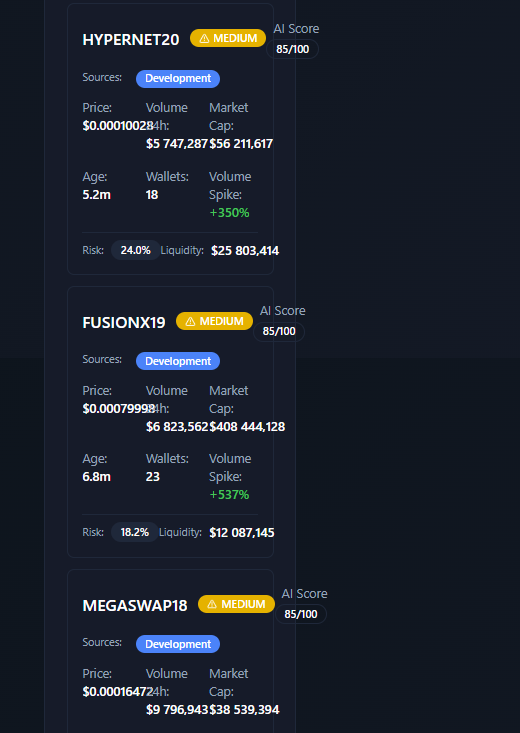 HYPERNET20 MEDIUM AI Score
85/100
Sources: Development
Price: Volume Market
$0.00010028 24h: Cap:
$5 747,287 $56 211,617
Age: Wallets: Volume
5.2m 18 Spike:
+350%
Risk: 24.0% Liquidity: $25 803,414
FUSIONX19 MEDIUM AI Score
85/100
Sources: Development
Price: Volume Market
$0.00079998 24h: Cap:
$6 823,562 $408 444,128
Age: Wallets: Volume
6.8m 23 Spike:
+537%
Risk: 18.2% Liquidity: $12 087,145
MEGASWAP18 MEDIUM AI Score
85/100
Sources: Development
Price: Volume Market
$0.00016472 24h: Cap:
$9 796,943 $38 539,394